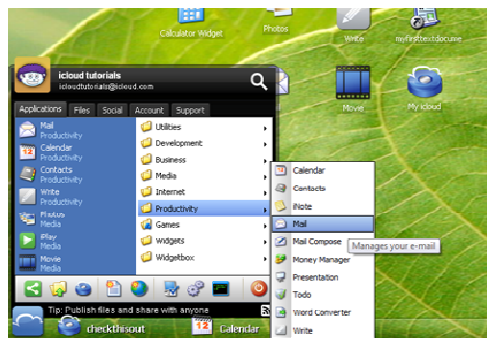 Calculator Widget
Photos
Write
myfirsttextdocume
icloud tutorials
icloudtutorials@icloud.com
Movie
My icloud
Applications
Files
Social
Account
Support
Mail
Productivity
Calendar
Productivity
Contacts
Productivity
Write
Productivity
Photos
Media
Play
Media
Movie
Media
Utilities
Development
Business
Media
Internet
Productivity
Games
Widgets
Widgetbox
Calendar
Contacts
iNote
Mail
Mail Compose
Money Manager
Presentation
Todo
Word Converter
Write
Manages your e-mail
Tip: Publish files and share with anyone
checkthisout
Calendar